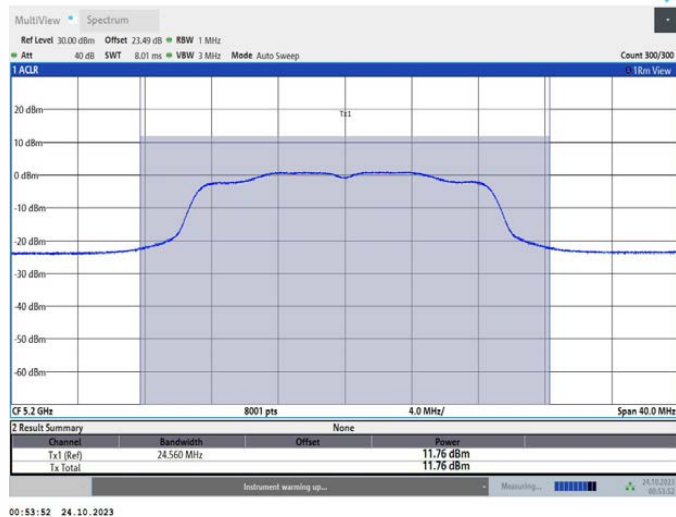 MultiView Spectrum
Ref Level 30.00 dBm Offset 23.49 dB RBW 1 MHz
Att 40 dB SWT 8.01 ms VBW 3 MHz Mode Auto Sweep Count 300/300
1 ACLR 1Rm View
20 dBm
Tx1
10 dBm
0 dBm
-10 dBm
-20 dBm
-30 dBm
-40 dBm
-50 dBm
-60 dBm
CF 5.2 GHz 8001 pts 4.0 MHz/ Span 40.0 MHz
2 Result Summary None
Channel Bandwidth Offset Power
Tx1 (Ref) 24.560 MHz 11.76 dBm
Tx Total 11.76 dBm
Instrument warming up... Measuring... 24.10.2023
00:53:52
00:53:52 24.10.2023